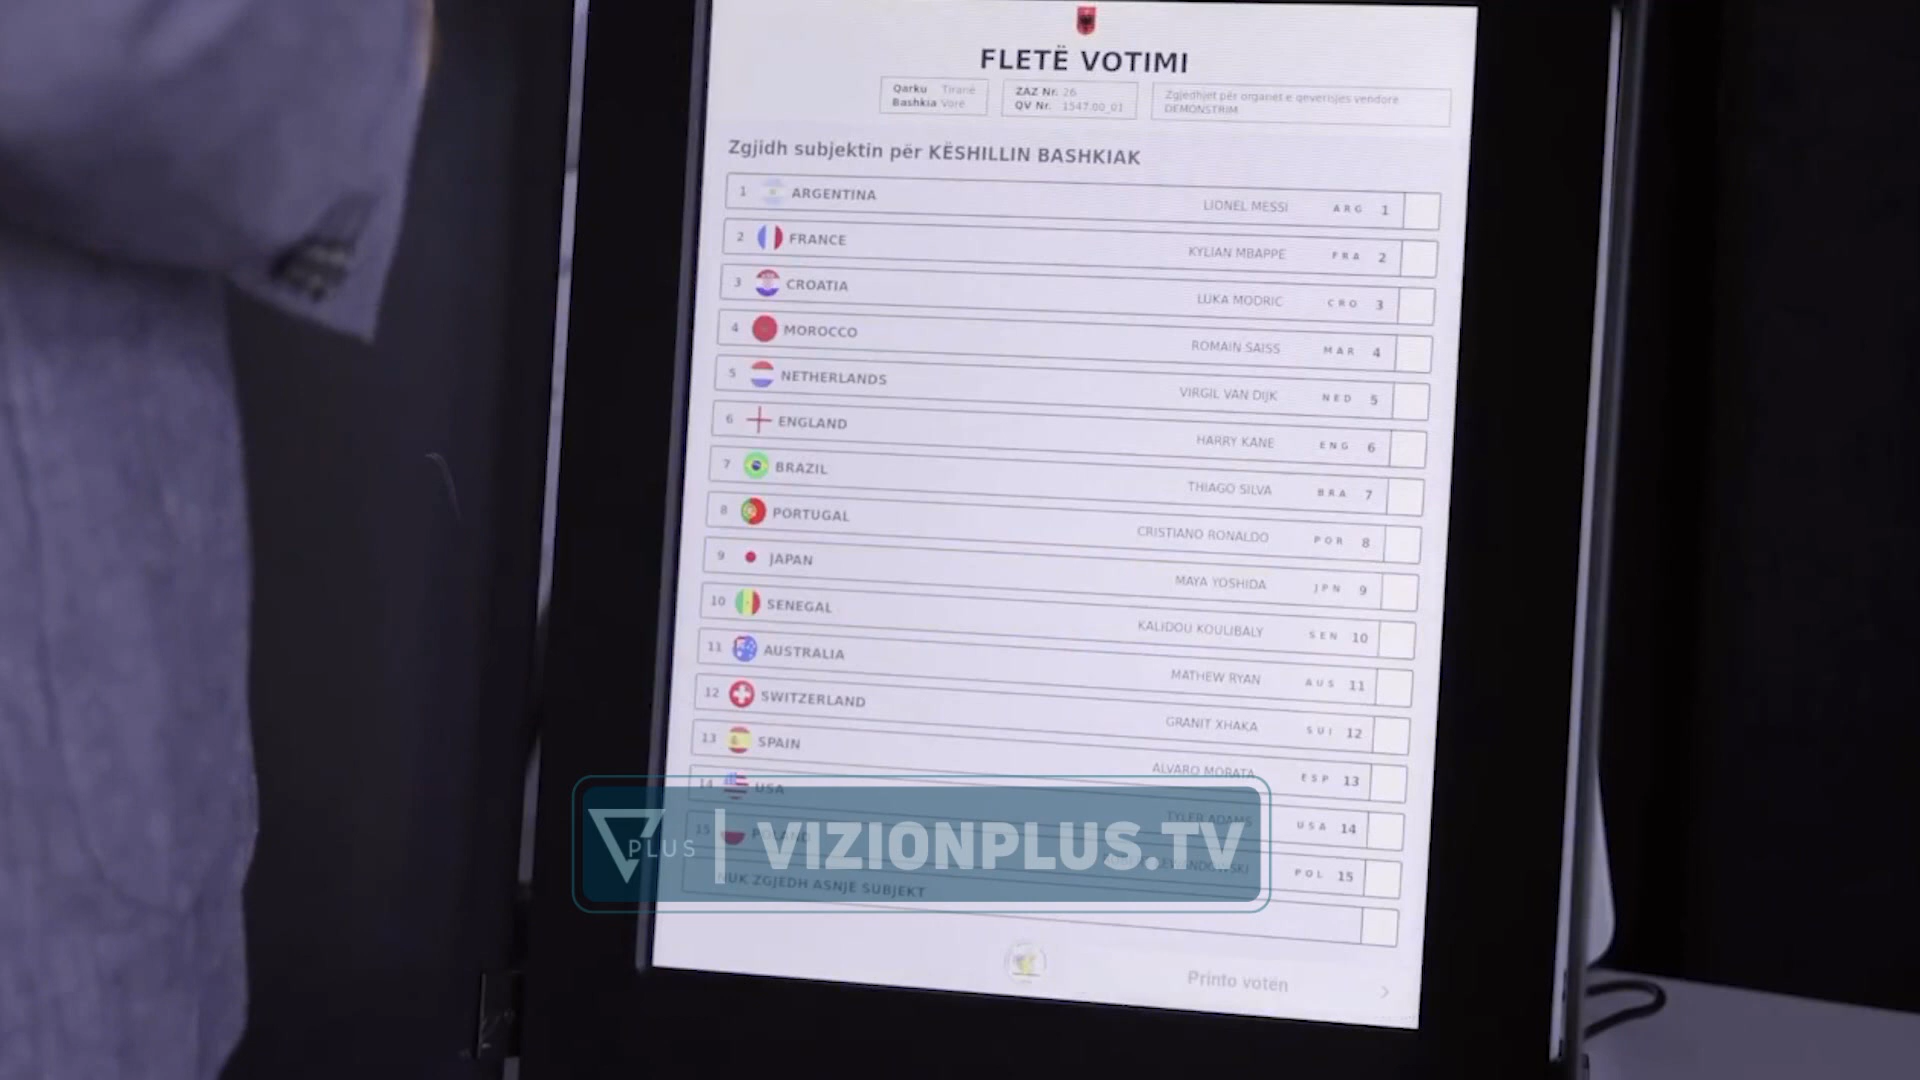 FLETË VOTIMI
Qarku Tiranë
Bashkia Vorë
ZAZ Nr. 26
QV Nr. 1547.00_01
Zgjedhjet për organet e qeverisjes vendore
DEMONSTRIM
Zgjidh subjektin për KËSHILLIN BASHKIAK
1 ARGENTINA LIONEL MESSI ARG 1
2 FRANCE KYLIAN MBAPPE FRA 2
3 CROATIA LUKA MODRIC CRO 3
4 MOROCCO ROMAIN SAISS MAR 4
5 NETHERLANDS VIRGIL VAN DIJK NED 5
6 ENGLAND HARRY KANE ENG 6
7 BRAZIL THIAGO SILVA BRA 7
8 PORTUGAL CRISTIANO RONALDO POR 8
9 JAPAN MAYA YOSHIDA JPN 9
10 SENEGAL KALIDOU KOULIBALY SEN 10
11 AUSTRALIA MATHEW RYAN AUS 11
12 SWITZERLAND GRANIT XHAKA SUI 12
13 SPAIN ALVARO MORATA ESP 13
14 USA TYLER ADAMS USA 14
15 POLAND POL 15
NUK ZGJEDH ASNJE SUBJEKT
PLUS | VIZIONPLUS.TV
Printo votën